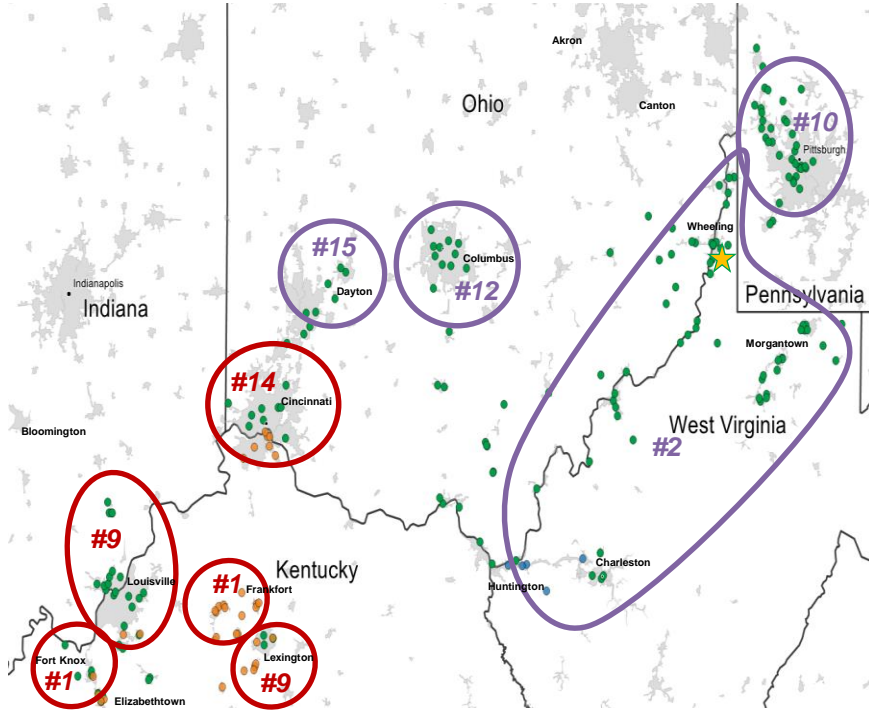 Akron
Ohio
Canton
#10
Pittsburgh
Wheeling
#15
Columbus
Indianapolis
Dayton
#12
Indiana
Pennsylvania
Morgantown
#14
Cincinnati
West Virginia
Bloomington
#2
#9
Charleston
Kentucky
Louisville
#1
Huntington
Frankfort
Fort Knox
Lexington
#1
#9
Elizabethtown